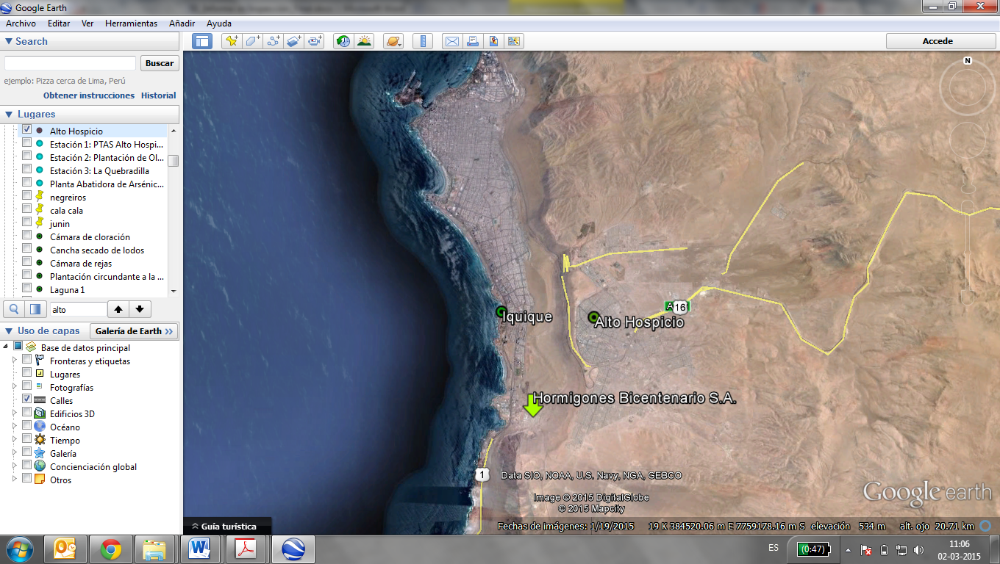 Google Earth
Archivo Editar Ver Herramientas Añadir Ayuda
Search
Buscar
ejemplo: Pizza cerca de Lima, Perú
Obtener instrucciones Historial
Lugares
Alto Hospicio
Estación 1: PTAS Alto Hospi...
Estación 2: Plantación de Ol...
Estación 3: La Quebradilla
Planta Abatidora de Arsénic...
negreiros
cala cala
junin
Cámara de cloración
Cancha secado de lodos
Cámara de rejas
Plantación circundante a la ...
Laguna 1
alto
Uso de capas
Galería de Earth >>
Base de datos principal
Fronteras y etiquetas
Lugares
Fotografías
Calles
Edificios 3D
Océano
Tiempo
Galería
Concienciación global
Otros
Accede
N
16
Iquique
Alto Hospicio
Hormigones Bicentenario S.A.
1
Data SIO, NOAA, U.S. Navy, NGA, GEBCO
Image © 2015 DigitalGlobe
© 2015 Mapcity
Google earth
Guía turística
Fechas de imágenes: 1/19/2015 19 K 384520.06 m E 7759178.16 m S elevación 534 m alt. ojo 20.71 km
ES
(0:47)
11:06
02-03-2015